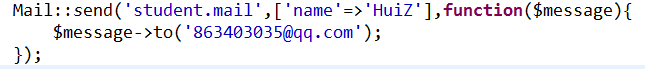 Mail::send('student.mail',['name'=>'HuiZ'],function($message){
    $message->to('863403035@qq.com');
});